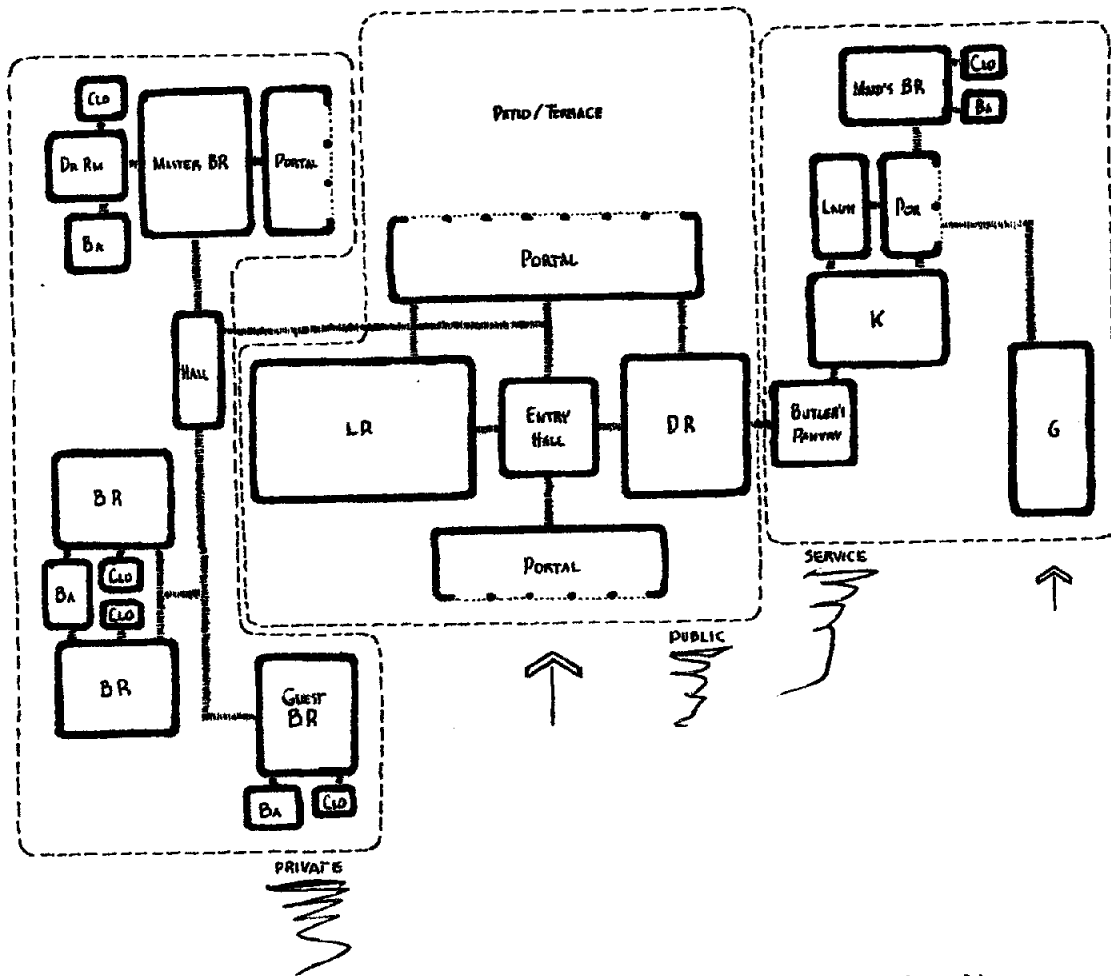 PATIO/TERRACE
CLO
DR RM
MASTER BR
PORTAL
BA
HALL
BR
BA
CLO
CLO
BR
GUEST
BR
BA
CLO
PRIVATE
PORTAL
LR
ENTRY
HALL
DR
PORTAL
PUBLIC
MAID'S BR
CLO
BA
LAUN
POR
K
BUTLER'S
PANTRY
G
SERVICE